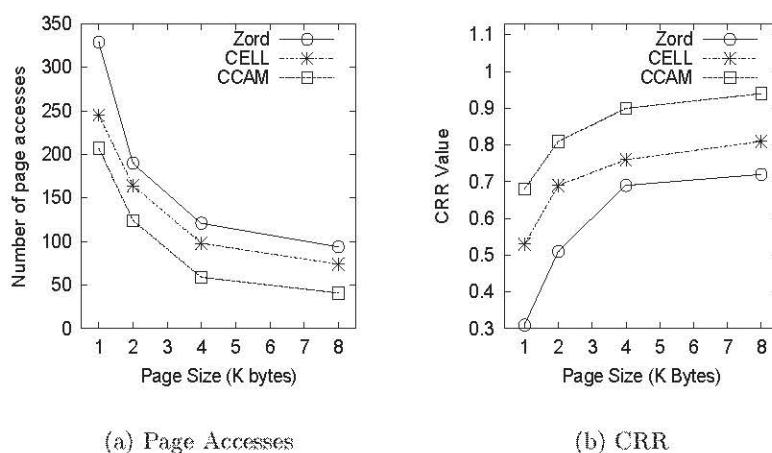 350
300
250
200
150
100
50
0
Number of page accesses
Zord
CELL
CCAM
1 2 3 4 5 6 7 8
Page Size (K bytes)
(a) Page Accesses
1.1
1
0.9
0.8
0.7
0.6
0.5
0.4
0.3
CRR Value
Zord
CELL
CCAM
1 2 3 4 5 6 7 8
Page Size (K Bytes)
(b) CRR